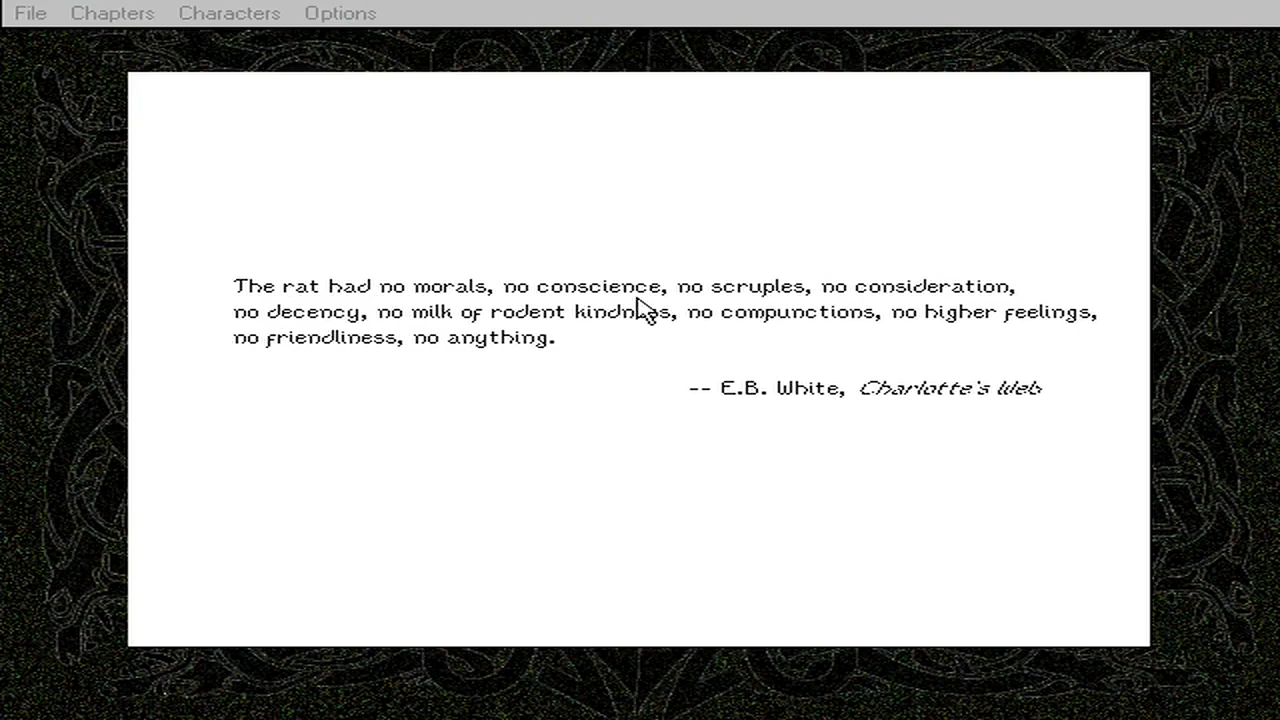 File Chapters Characters Options
The rat had no morals, no conscience, no scruples, no consideration,
no decency, no milk of rodent kindness, no compunctions, no higher feelings,
no friendliness, no anything.
-- E.B. White, Charlotte's Web